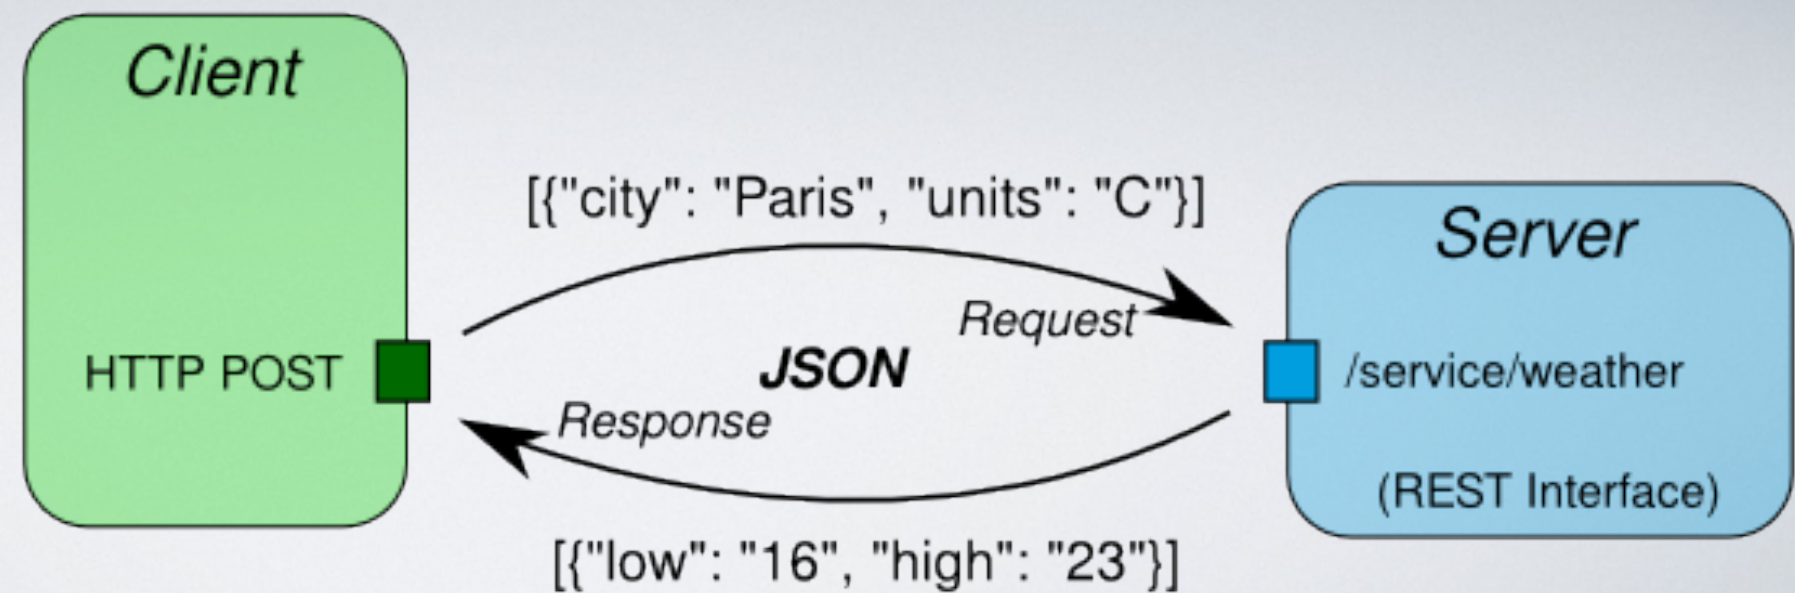 Client
[{"city": "Paris", "units": "C"}]
Server
Request
HTTP POST
JSON
/service/weather
Response
(REST Interface)
[{"low": "16", "high": "23"}]